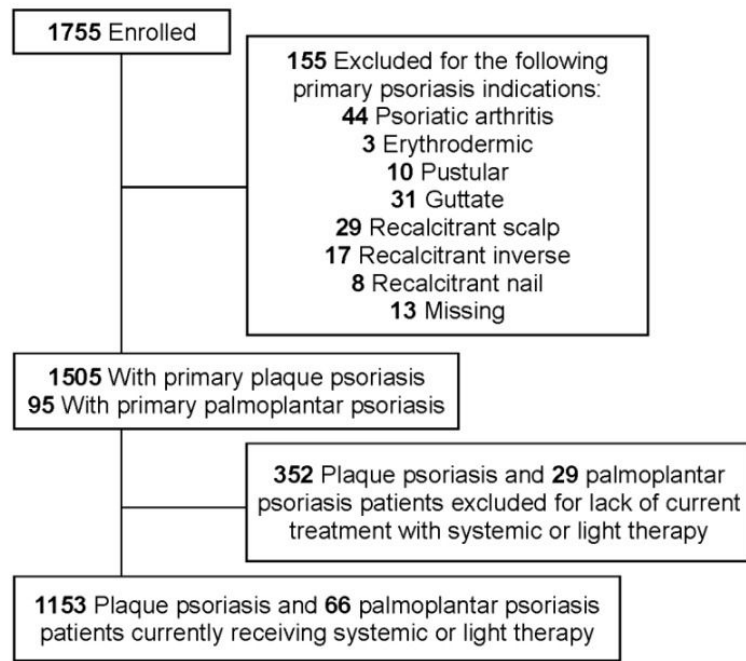 1755 Enrolled
155 Excluded for the following
primary psoriasis indications:
44 Psoriatic arthritis
3 Erythrodermic
10 Pustular
31 Guttate
29 Recalcitrant scalp
17 Recalcitrant inverse
8 Recalcitrant nail
13 Missing
1505 With primary plaque psoriasis
95 With primary palmoplantar psoriasis
352 Plaque psoriasis and 29 palmoplantar
psoriasis patients excluded for lack of current
treatment with systemic or light therapy
1153 Plaque psoriasis and 66 palmoplantar psoriasis
patients currently receiving systemic or light therapy